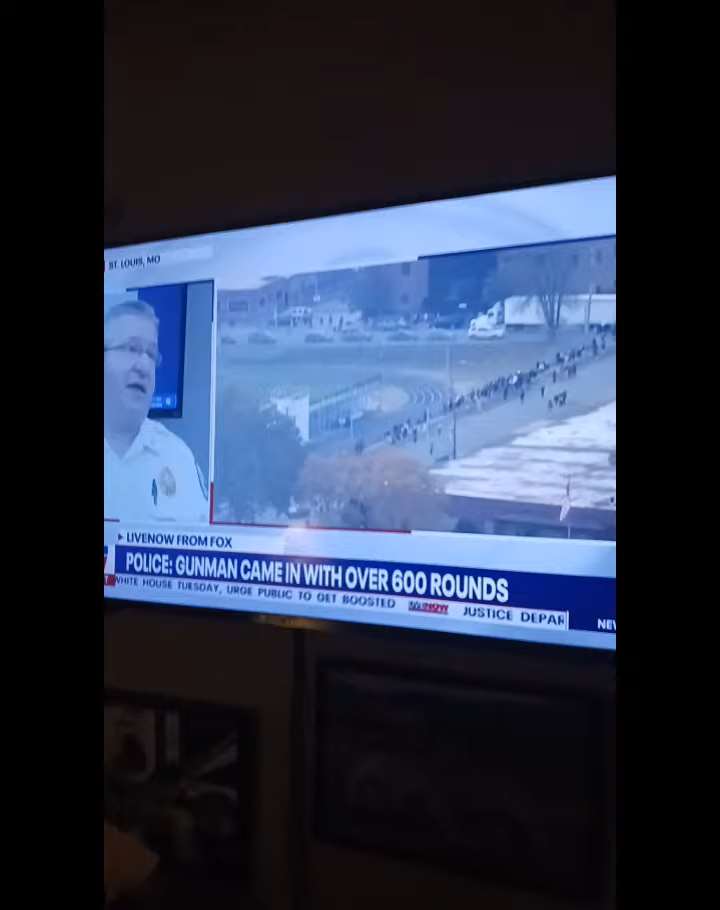 ST. LOUIS, MO
LIVENOW FROM FOX
POLICE: GUNMAN CAME IN WITH OVER 600 ROUNDS
WHITE HOUSE TUESDAY, URGE PUBLIC TO GET BOOSTED NOW JUSTICE DEPAR
NEW